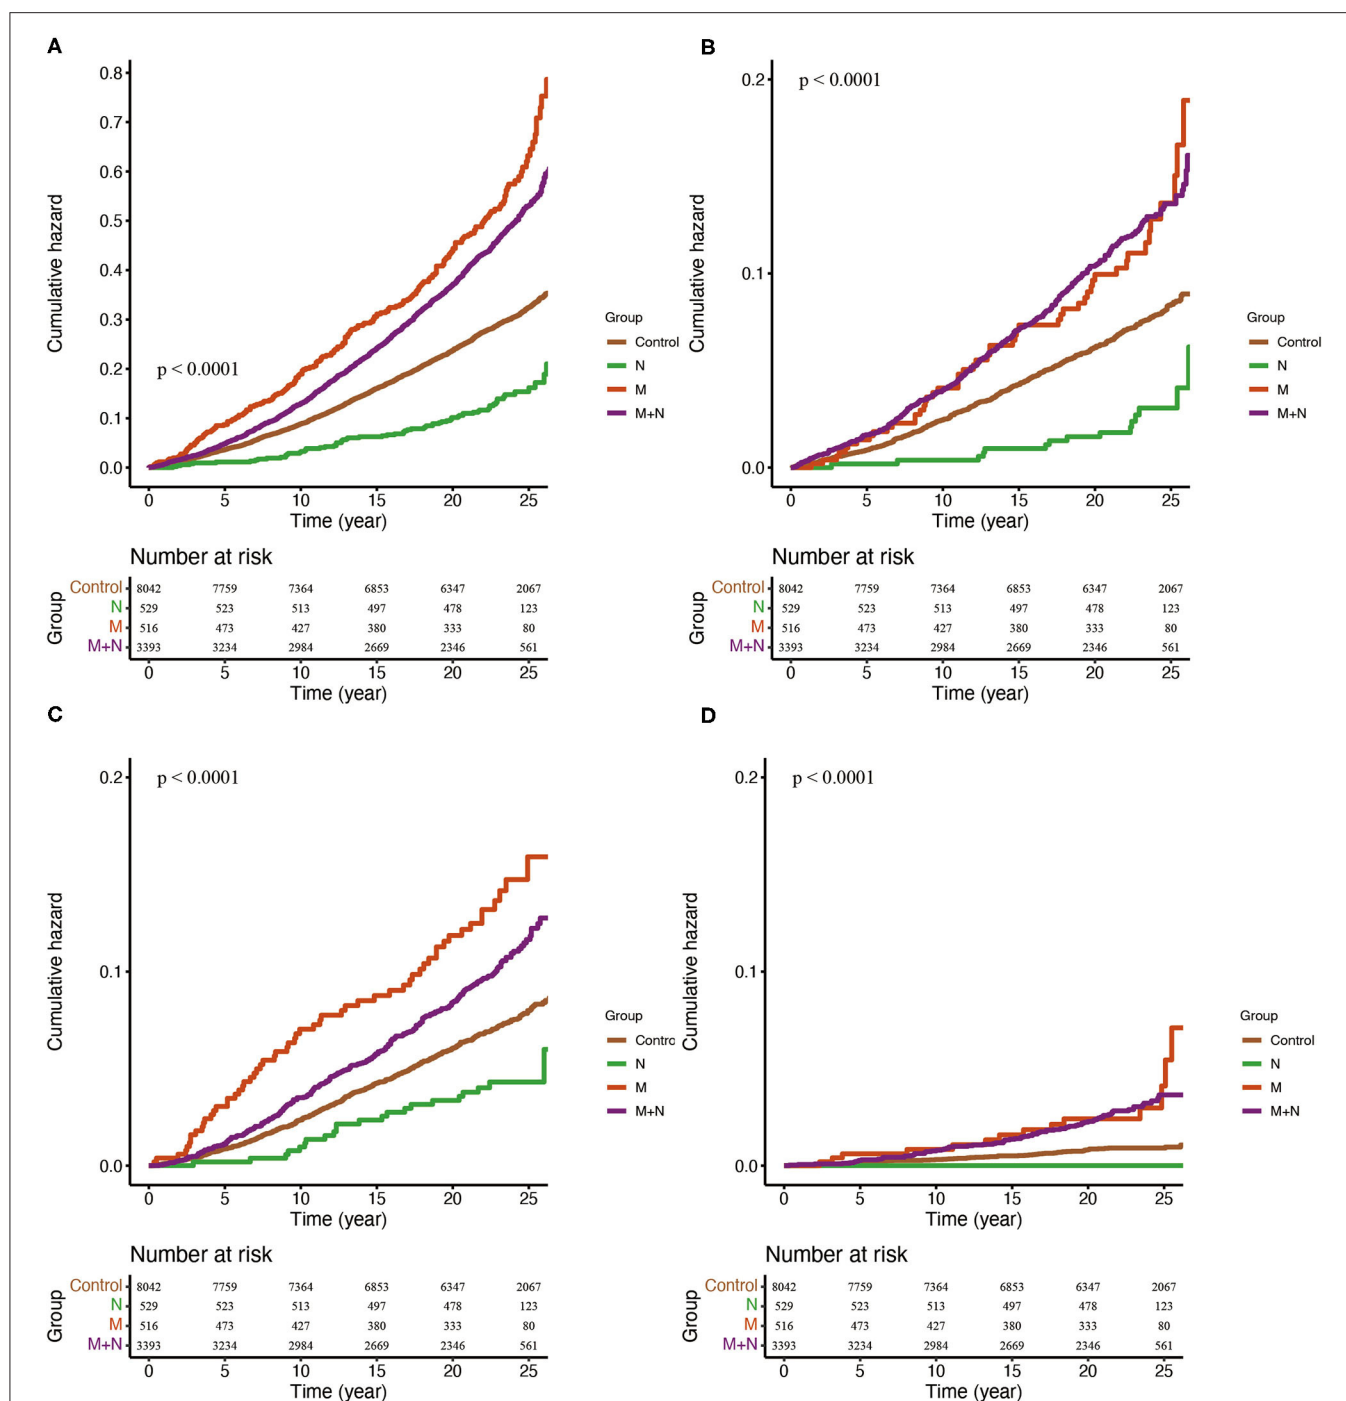 A
0.8
0.7
0.6
0.5
0.4
0.3
0.2
0.1
0.0
Cumulative hazard
p < 0.0001
0 5 10 15 20 25
Time (year)
Group
Control
N
M
M+N
Number at risk
Group
Control 8042 7759 7364 6853 6347 2067
N 529 523 513 497 478 123
M 516 473 427 380 333 80
M+N 3393 3234 2984 2669 2346 561
0 5 10 15 20 25
Time (year)
B
0.2
0.1
0.0
Cumulative hazard
p < 0.0001
0 5 10 15 20 25
Time (year)
Group
Control
N
M
M+N
Number at risk
Group
Control 8042 7759 7364 6853 6347 2067
N 529 523 513 497 478 123
M 516 473 427 380 333 80
M+N 3393 3234 2984 2669 2346 561
0 5 10 15 20 25
Time (year)
C
0.2
0.1
0.0
Cumulative hazard
p < 0.0001
0 5 10 15 20 25
Time (year)
Group
Contro
N
M
M+N
Number at risk
Group
Control 8042 7759 7364 6853 6347 2067
N 529 523 513 497 478 123
M 516 473 427 380 333 80
M+N 3393 3234 2984 2669 2346 561
0 5 10 15 20 25
Time (year)
D
0.2
0.1
0.0
Cumulative hazard
p < 0.0001
0 5 10 15 20 25
Time (year)
Group
Control
N
M
M+N
Number at risk
Group
Control 8042 7759 7364 6853 6347 2067
N 529 523 513 497 478 123
M 516 473 427 380 333 80
M+N 3393 3234 2984 2669 2346 561
0 5 10 15 20 25
Time (year)